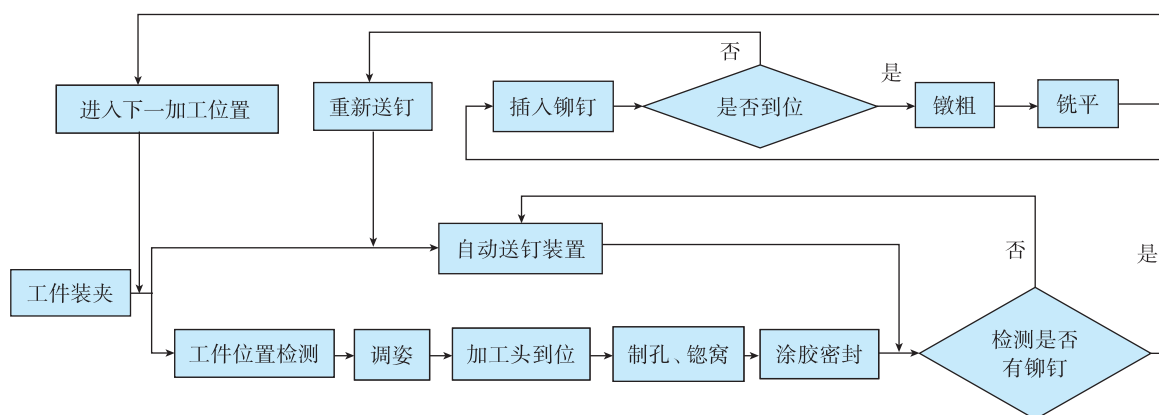 否
是
进入下一加工位置
重新送钉
插入铆钉
是否到位
镦粗
铣平
自动送钉装置
否
是
工件装夹
工件位置检测
调姿
加工头到位
制孔、锪窝
涂胶密封
检测是否
有铆钉